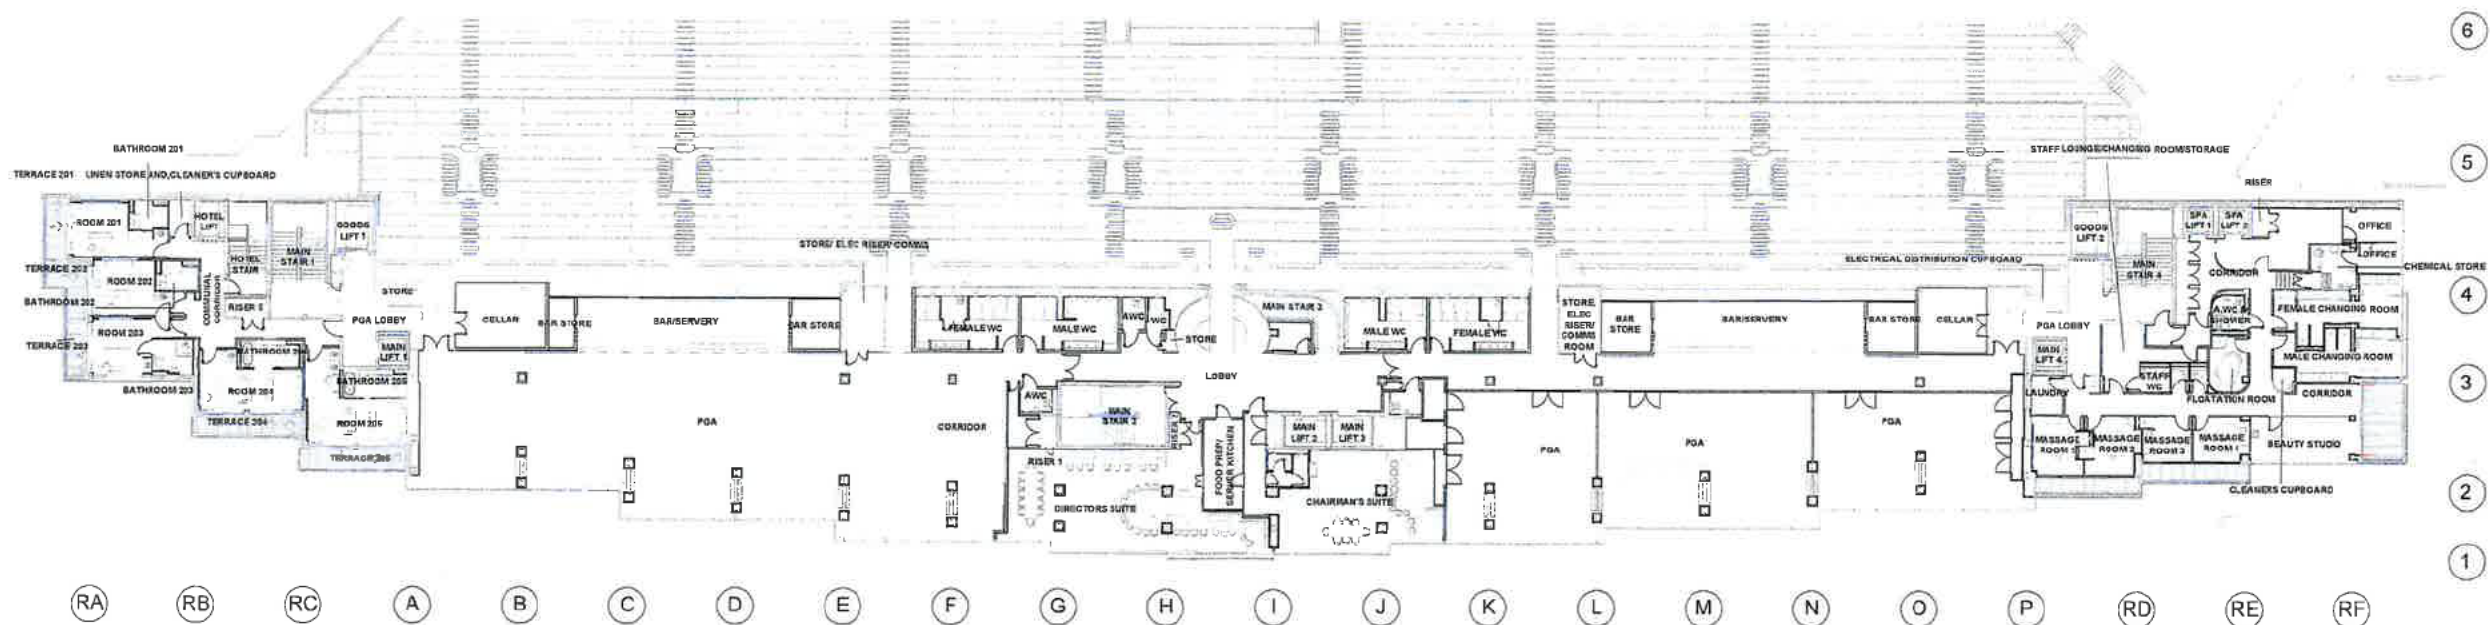 6
BATHROOM 201
STAFF LOUNGE/CHANGING ROOM/STORAGE
5
TERRACE 201
LINEN STORE AND CLEANER'S CUPBOARD
RISER
ROOM 201
HOTEL
LIFT
GOODS
LIFT 1
MAIN
STAIR 1
HOTEL
STAIR
STORE/ ELEC RISER/ COMMS
SPA
LIFT 1
SPA
LIFT 2
GOODS
LIFT 2
OFFICE
OFFICE
ELECTRICAL DISTRIBUTION CUPBOARD
MAIN
STAIR 4
CORRIDOR
CHEMICAL STORE
TERRACE 202
ROOM 202
BATHROOM 202
COMMUNAL
CORRIDOR
RISER 5
STORE
4
PGA LOBBY
CELLAR
BAR STORE
BAR/SERVERY
BAR STORE
FEMALE WC
MALE WC
AWC
WC
STORE
MAIN STAIR 3
MALE WC
FEMALE WC
STORE
ELEC
RISER/
COMMS
ROOM
BAR
STORE
BAR/SERVERY
BAR STORE
CELLAR
PGA LOBBY
A.WC &
SHOWER
FEMALE CHANGING ROOM
ROOM 203
TERRACE 203
MAIN
LIFT 1
MAIN
LIFT 4
MALE CHANGING ROOM
BATHROOM 205
BATHROOM 203
ROOM 204
LOBBY
STAFF
WC
3
AWC
LAUNDRY
FLOATATION ROOM
CORRIDOR
TERRACE 204
ROOM 205
PGA
CORRIDOR
MAIN
STAIR 2
RISER 2
MAIN
LIFT 2
MAIN
LIFT 3
PGA
PGA
PGA
MASSAGE
MASSAGE
ROOM 2
MASSAGE
ROOM 3
MASSAGE
BEAUTY STUDIO
RISER 1
FOOD PREP/
SERVER KITCHEN
DIRECTORS SUITE
CHAIRMAN'S SUITE
CLEANERS CUPBOARD
2
1
RA
RB
RC
A
B
C
D
E
F
G
H
I
J
K
L
M
N
O
P
RD
RE
RF